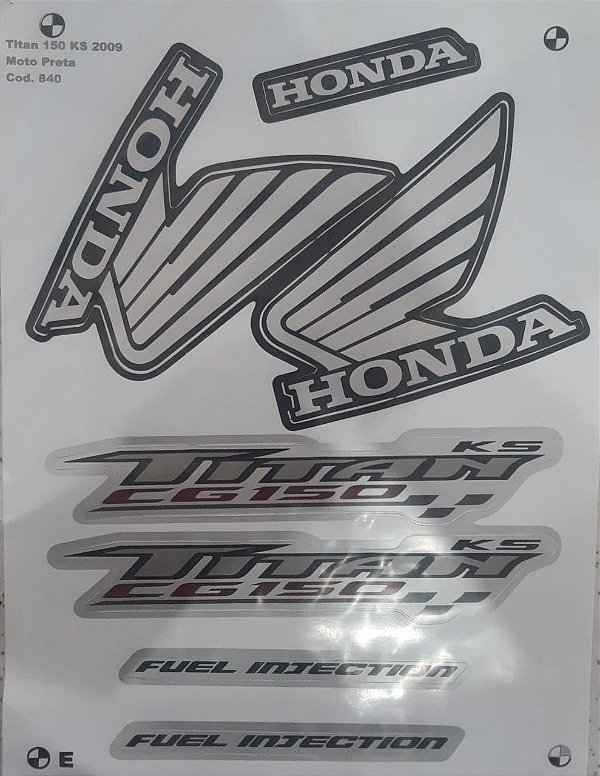 Titan 150 KS 2009
Moto Preta
Cod. 840
HONDA
HONDA
HONDA
TITAN KS
CG150
TITAN KS
CG150
FUEL INJECTION
FUEL INJECTION
E